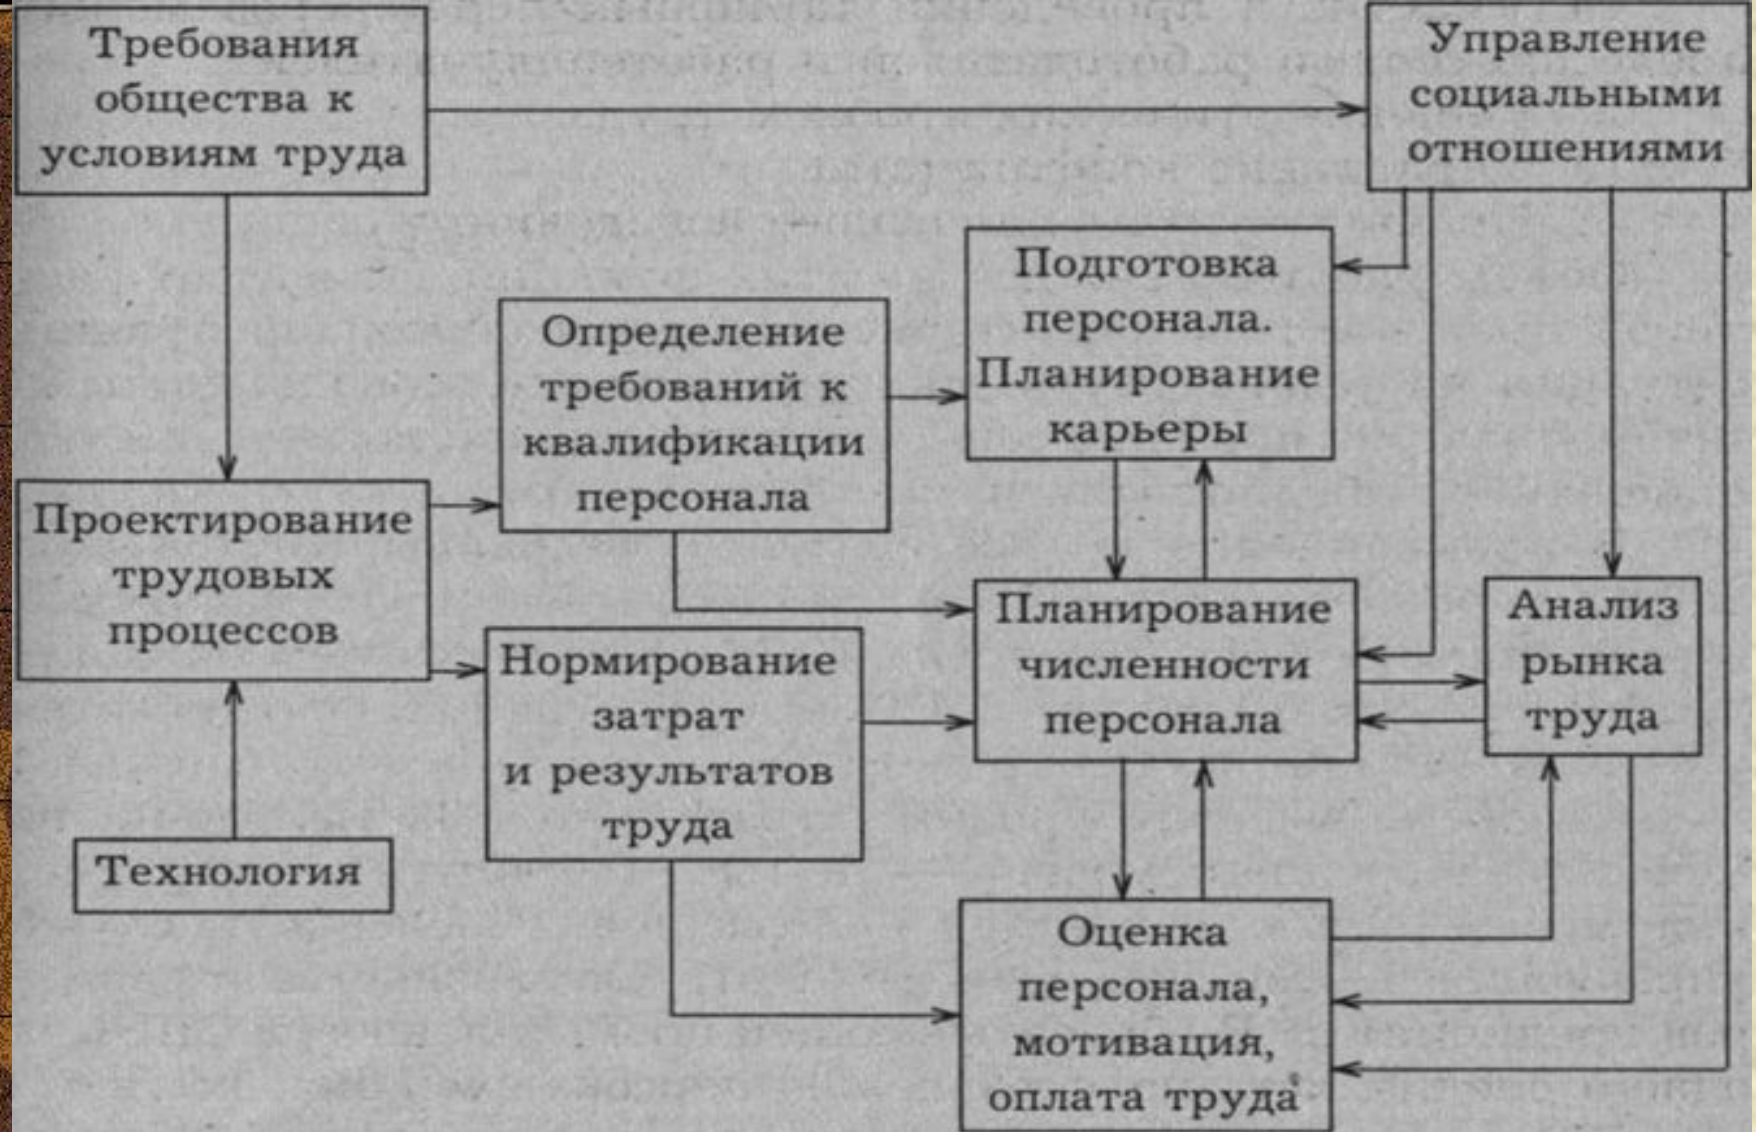 Требования
общества к
условиям труда
Управление
социальными
отношениями
Подготовка
персонала.
Планирование
карьеры
Определение
требований к
квалификации
персонала
Проектирование
трудовых
процессов
Планирование
численности
персонала
Анализ
рынка
труда
Нормирование
затрат
и результатов
труда
Технология
Оценка
персонала,
мотивация,
оплата труда